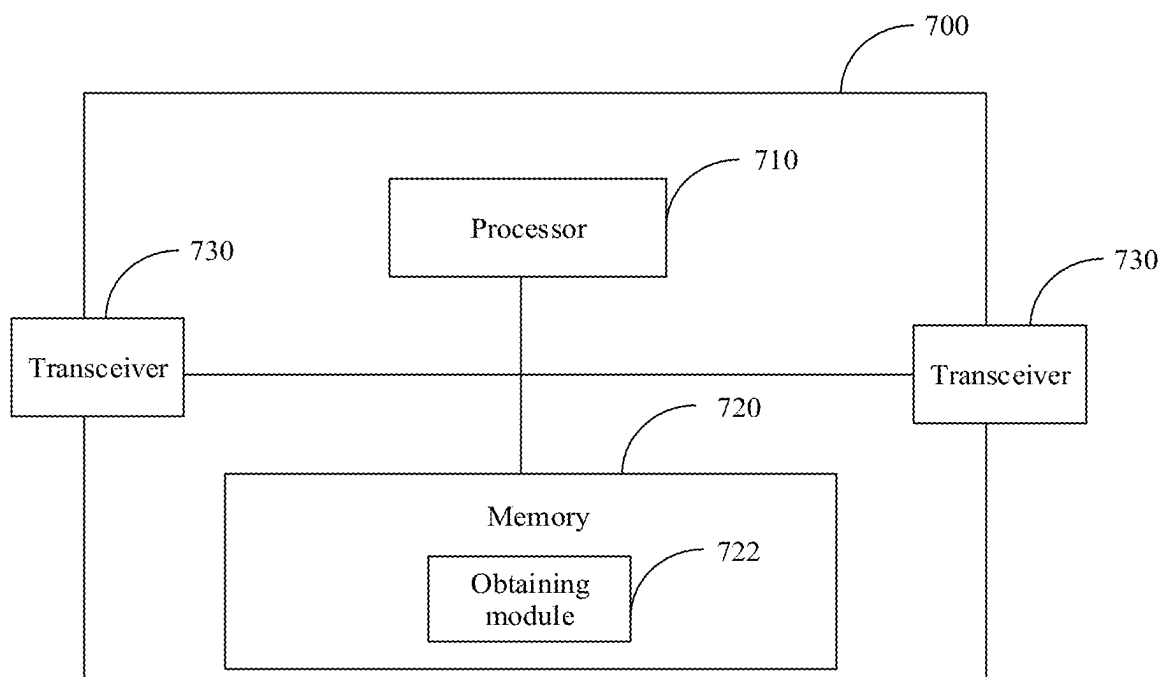 700
710
Processor
730
730
Transceiver
Transceiver
720
Memory
722
Obtaining
module